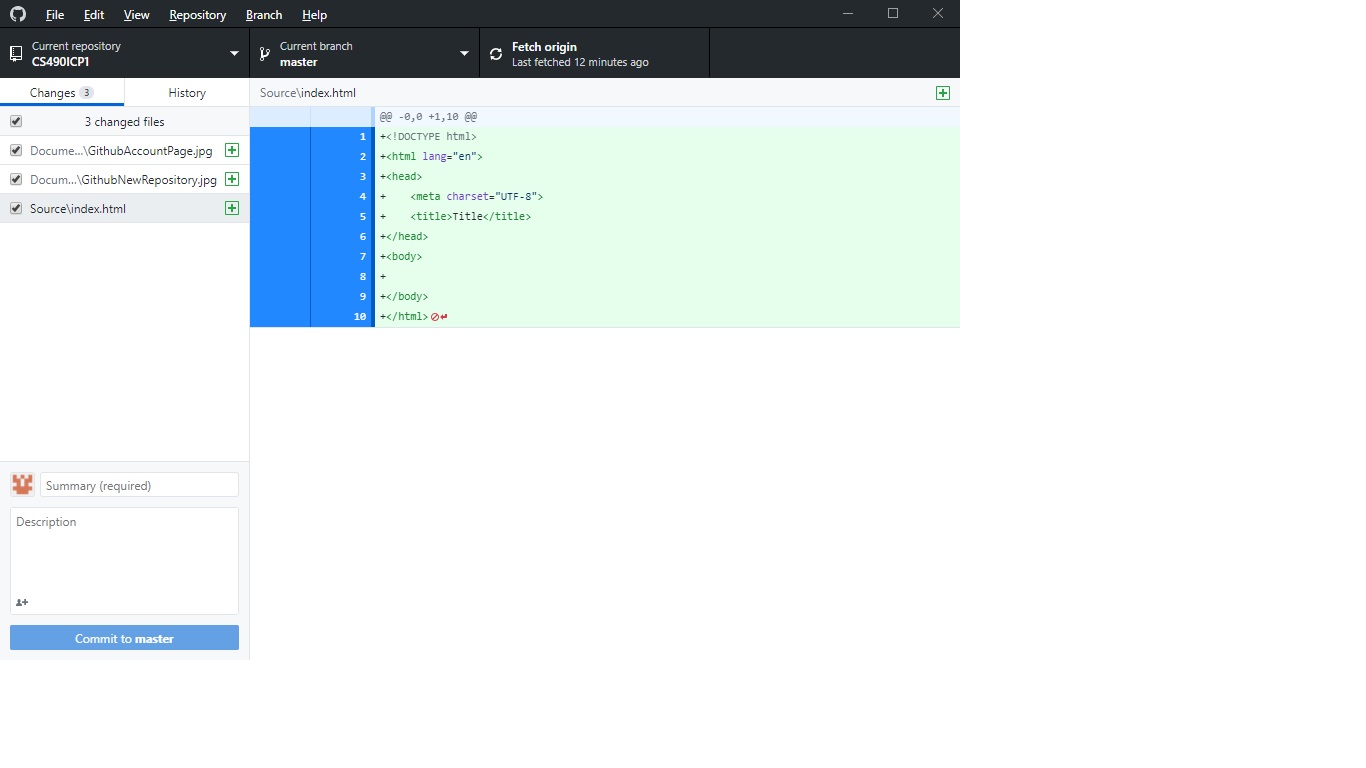 File Edit View Repository Branch Help
Current repository
CS490ICP1
Current branch
master
Fetch origin
Last fetched 12 minutes ago
Changes 3
History
3 changed files
Docume...\GithubAccountPage.jpg
Docum...\GithubNewRepository.jpg
Source\index.html
Summary (required)
Description
Commit to master
Source\index.html
@@ -0,0 +1,10 @@
1 +<!DOCTYPE html>
2 +<html lang="en">
3 +<head>
4 +    <meta charset="UTF-8">
5 +    <title>Title</title>
6 +</head>
7 +<body>
8 +
9 +</body>
10 +</html>